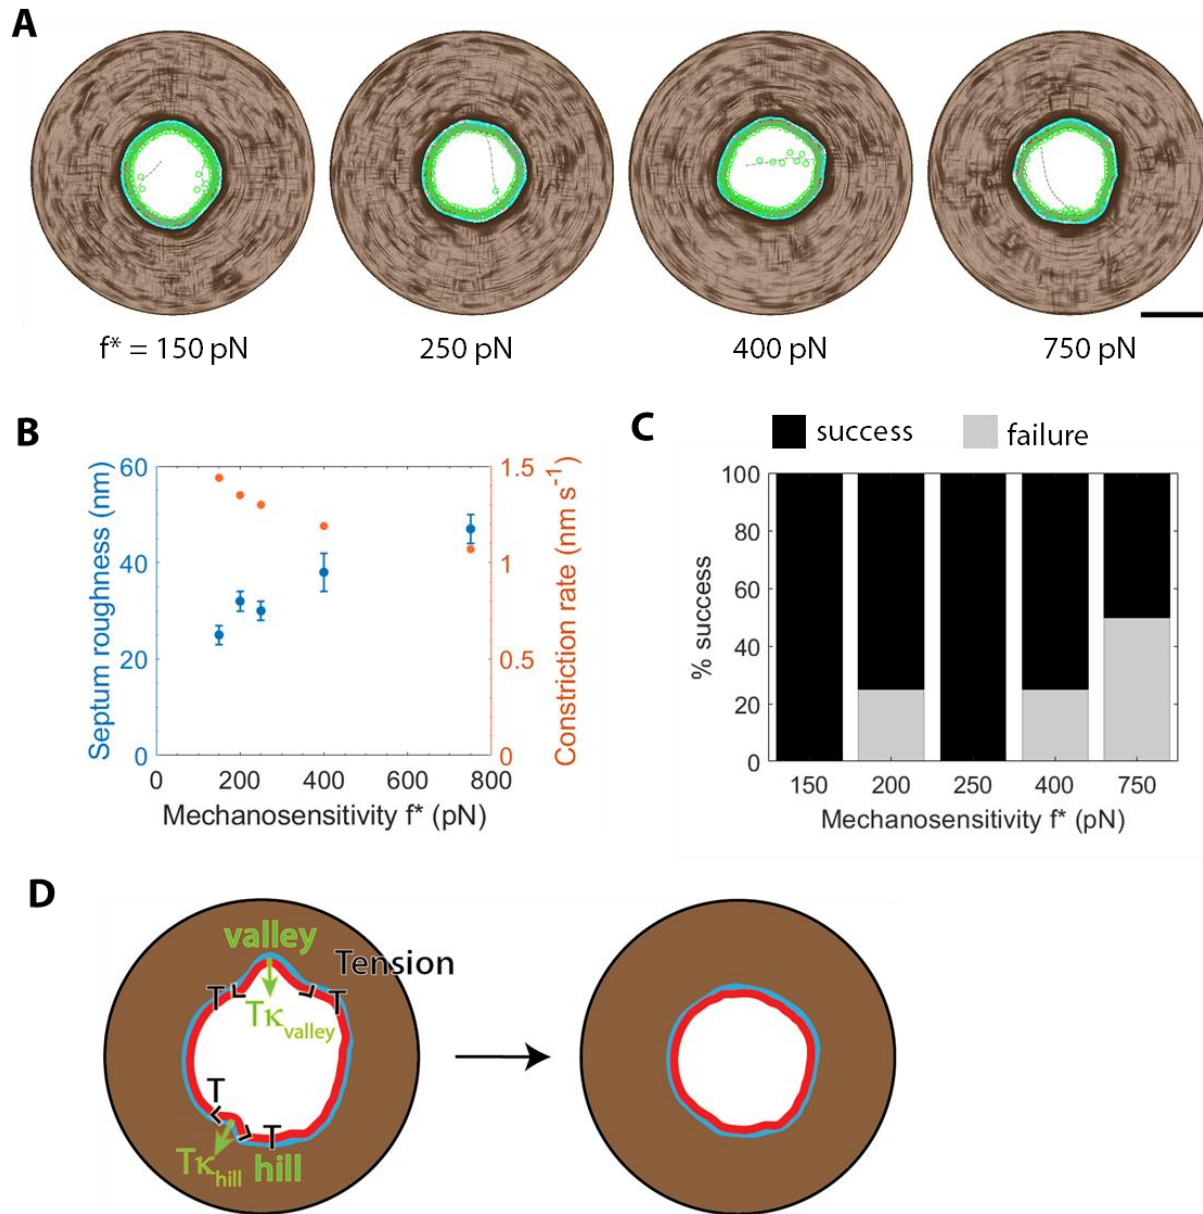 A
f* = 150 pN
250 pN
400 pN
750 pN
B
Septum roughness (nm)
60
40
20
0
1.5
1
0.5
0
Constriction rate (nm s⁻¹)
0 200 400 600 800
Mechanosensitivity f* (pN)
C
success failure
% success
100
80
60
40
20
0
150 200 250 400 750
Mechanosensitivity f* (pN)
D
valley
Tension
T T
Tκvalley
T
T
Tκhill
hill